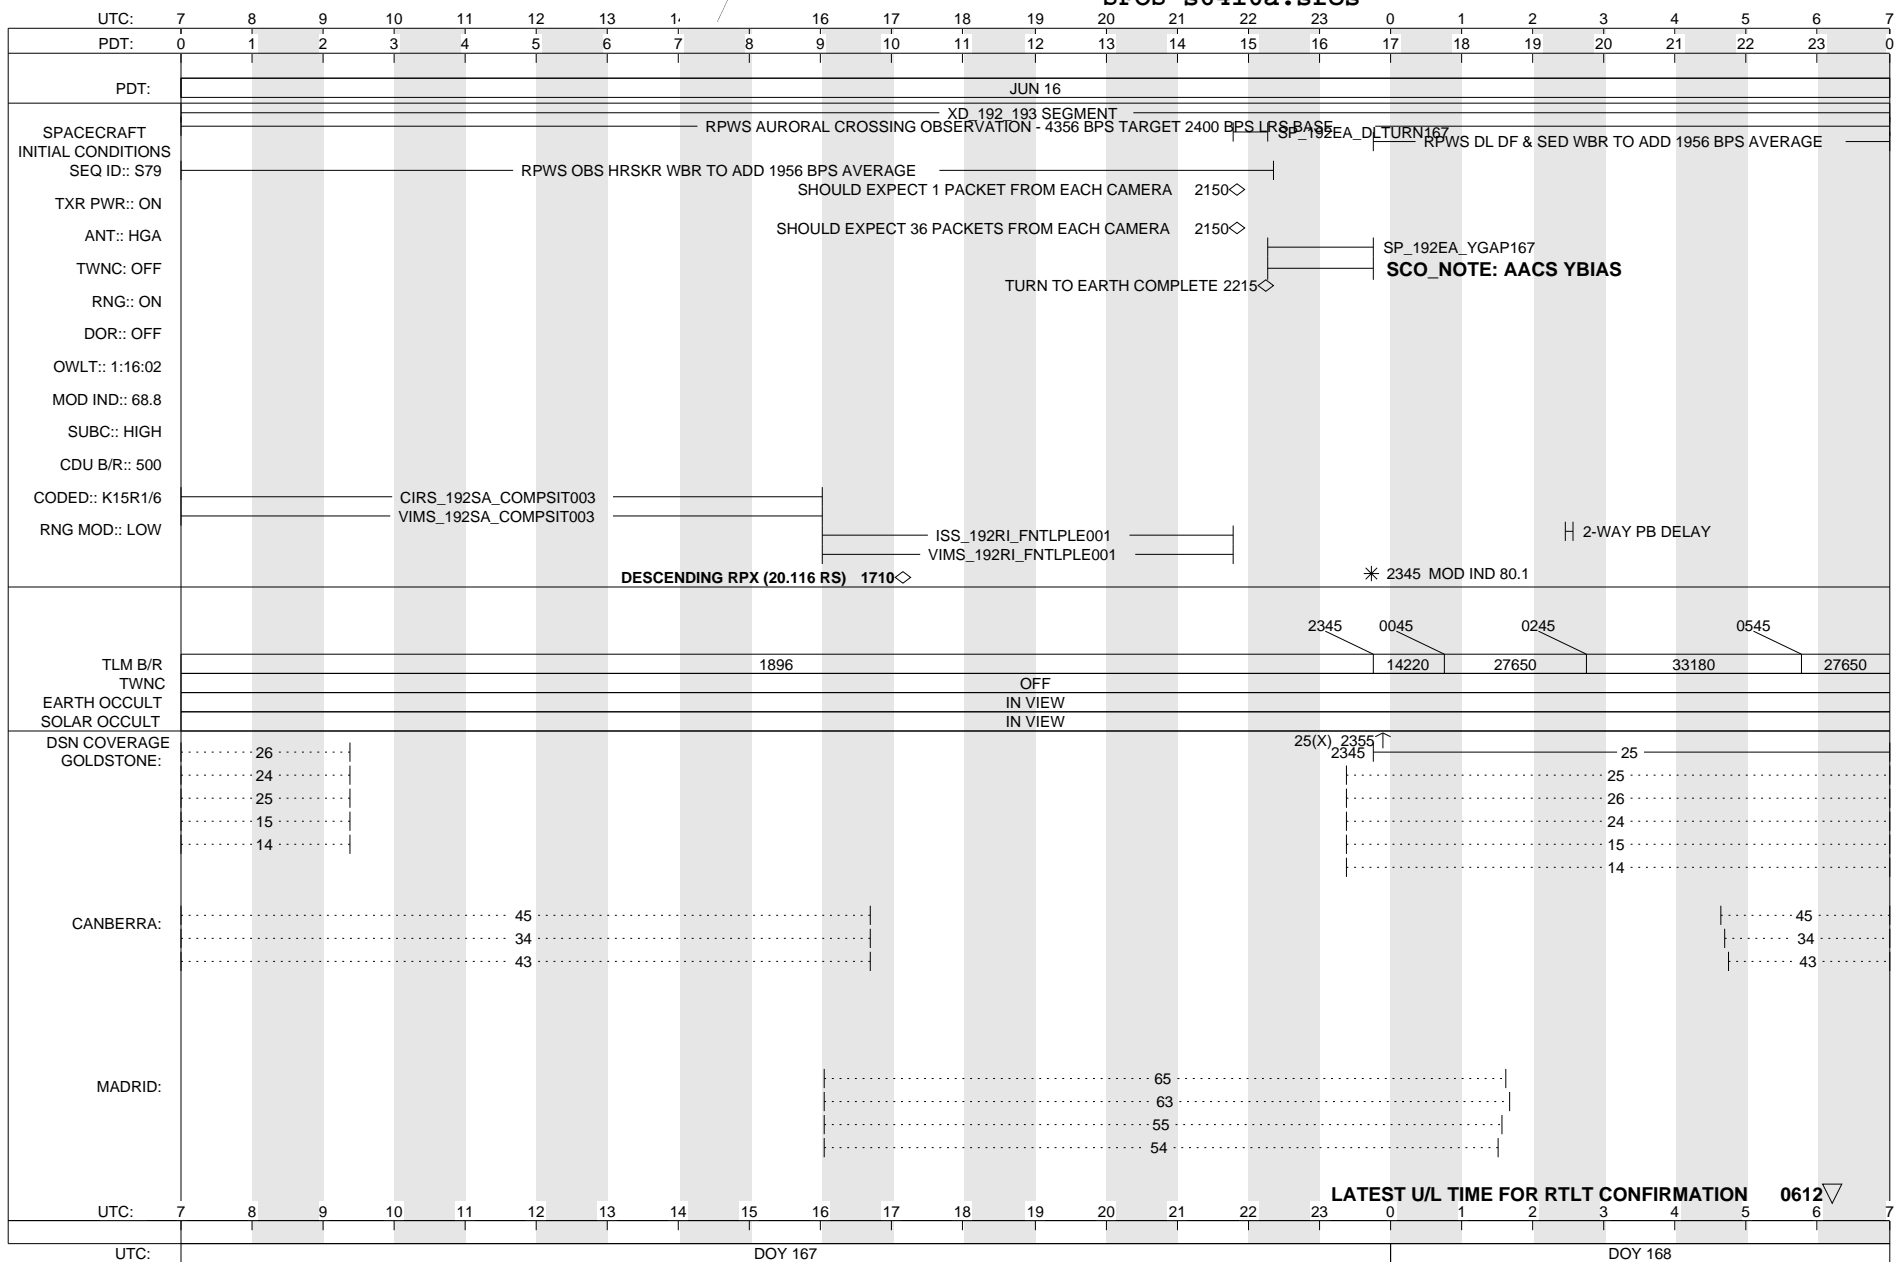 UTC: 7 8 9 10 11 12 13 16 17 18 19 20 21 22 23 0 1 2 3 4 5 6 7
PDT: 0 1 2 3 4 5 6 7 8 9 10 11 12 13 14 15 16 17 18 19 20 21 22 23 0
PDT: JUN 16
XD_192_193 SEGMENT
RPWS AURORAL CROSSING OBSERVATION - 4356 BPS TARGET 2400 BPS LRS BASE
SP_192EA_DLTURN167
SPACECRAFT
INITIAL CONDITIONS
RPWS DL DF & SED WBR TO ADD 1956 BPS AVERAGE
SEQ ID:: S79
RPWS OBS HRSKR WBR TO ADD 1956 BPS AVERAGE
SHOULD EXPECT 1 PACKET FROM EACH CAMERA 2150
TXR PWR:: ON
SHOULD EXPECT 36 PACKETS FROM EACH CAMERA 2150
ANT:: HGA
SP_192EA_YGAP167
TWNC: OFF
SCO_NOTE: AACS YBIAS
TURN TO EARTH COMPLETE 2215
RNG:: ON
DOR:: OFF
OWLT:: 1:16:02
MOD IND:: 68.8
SUBC:: HIGH
CDU B/R:: 500
CODED:: K15R1/6
CIRS_192SA_COMPSIT003
VIMS_192SA_COMPSIT003
RNG MOD:: LOW
ISS_192RI_FNTLPLE001
2-WAY PB DELAY
VIMS_192RI_FNTLPLE001
DESCENDING RPX (20.116 RS) 1710
2345 MOD IND 80.1
2345 0045 0245 0545
TLM B/R 1896 14220 27650 33180 27650
TWNC OFF
EARTH OCCULT IN VIEW
SOLAR OCCULT IN VIEW
DSN COVERAGE
25(X) 2355
GOLDSTONE: 26 2345 25
24 25
25 26
15 24
14 15
14
CANBERRA: 45 45
34 34
43 43
MADRID: 65
63
55
54
LATEST U/L TIME FOR RTLT CONFIRMATION 0612
UTC: 7 8 9 10 11 12 13 14 15 16 17 18 19 20 21 22 23 0 1 2 3 4 5 6 7
UTC: DOY 167 DOY 168